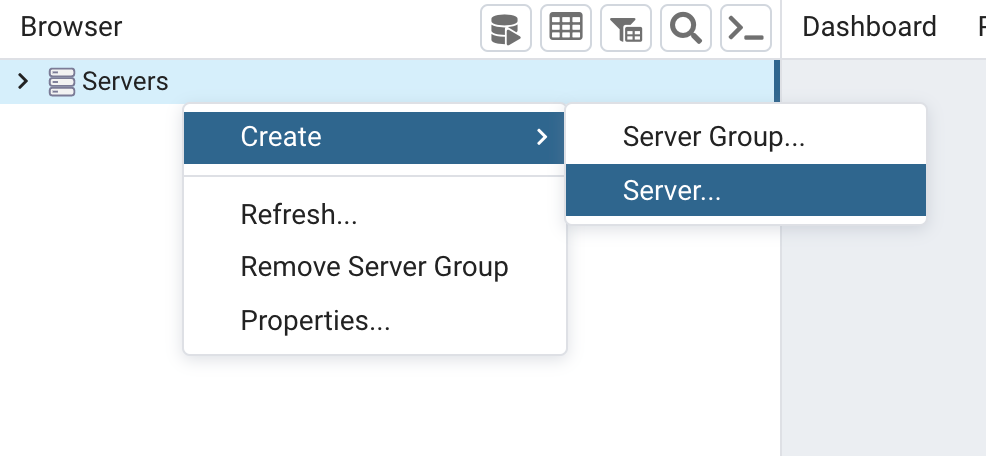 Browser
Dashboard
Servers
Create
Server Group...
Server...
Refresh...
Remove Server Group
Properties...